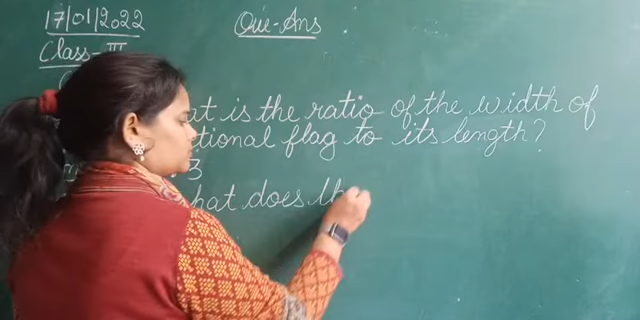 17/01/2022
Que-Ans
Class-III
at is the ratio of the width of
tional flag to its length?
3
hat does th